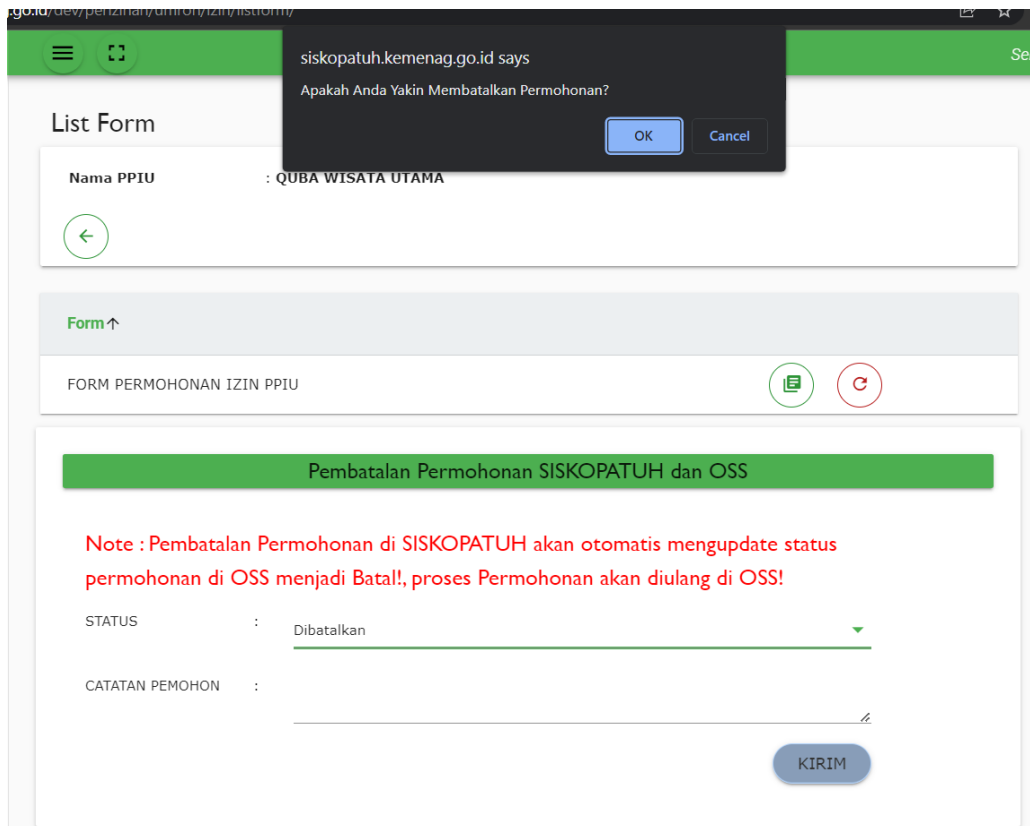 .go.id/dev/perizinan/umroh/izin/listform/
siskopatuh.kemenag.go.id says
Se
Apakah Anda Yakin Membatalkan Permohonan?
OK
Cancel
List Form
Nama PPIU : QUBA WISATA UTAMA
Form
FORM PERMOHONAN IZIN PPIU
Pembatalan Permohonan SISKOPATUH dan OSS
Note : Pembatalan Permohonan di SISKOPATUH akan otomatis mengupdate status
permohonan di OSS menjadi Batal!, proses Permohonan akan diulang di OSS!
STATUS : Dibatalkan
CATATAN PEMOHON :
KIRIM